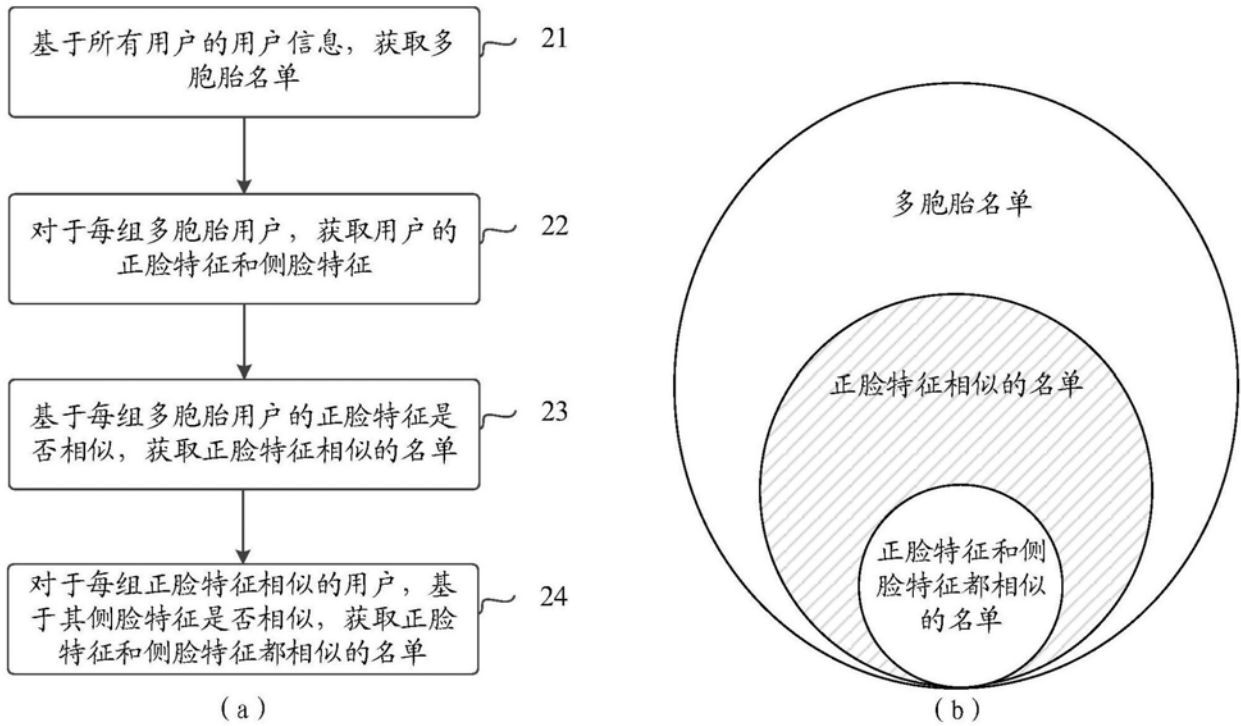 基于所有用户的用户信息，获取多
胞胎名单
21
对于每组多胞胎用户，获取用户的
正脸特征和侧脸特征
22
基于每组多胞胎用户的正脸特征是
否相似，获取正脸特征相似的名单
23
对于每组正脸特征相似的用户，基
于其侧脸特征是否相似，获取正脸
特征和侧脸特征都相似的名单
24
（a）
多胞胎名单
正脸特征相似的名单
正脸特征和侧
脸特征都相似
的名单
（b）